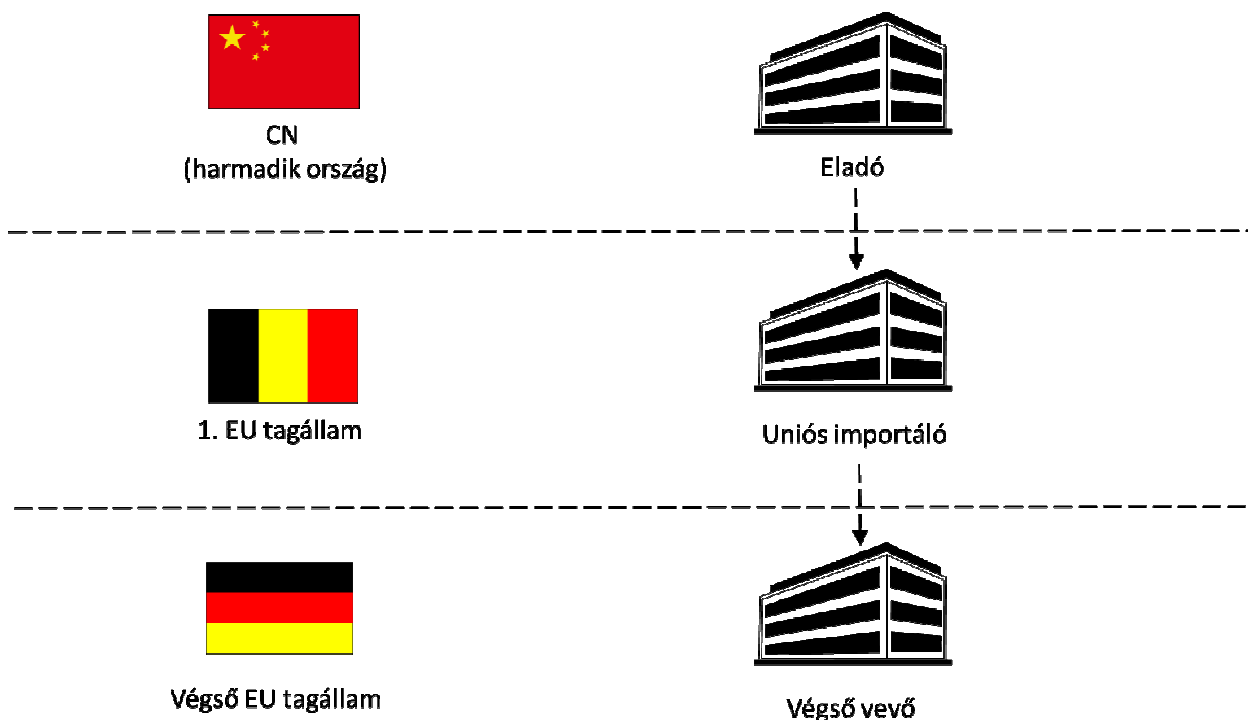 CN
(harmadik ország)
Eladó
1. EU tagállam
Uniós importáló
Végső EU tagállam
Végső vevő